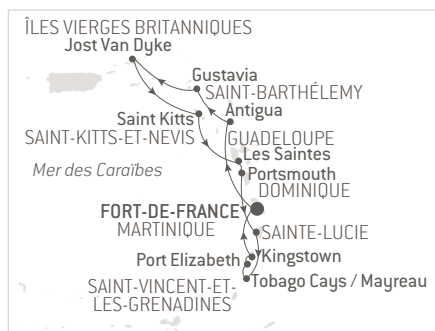 ÎLES VIERGES BRITANNIQUES
Jost Van Dyke
Gustavia
SAINT-BARTHÉLEMY
Saint Kitts
Antigua
SAINT-KITTS-ET-NEVIS
GUADELOUPE
Les Saintes
Mer des Caraïbes
Portsmouth
DOMINIQUE
FORT-DE-FRANCE
MARTINIQUE
SAINTE-LUCIE
Kingstown
Port Elizabeth
Tobago Cays / Mayreau
SAINT-VINCENT-ET-
LES-GRENADINES